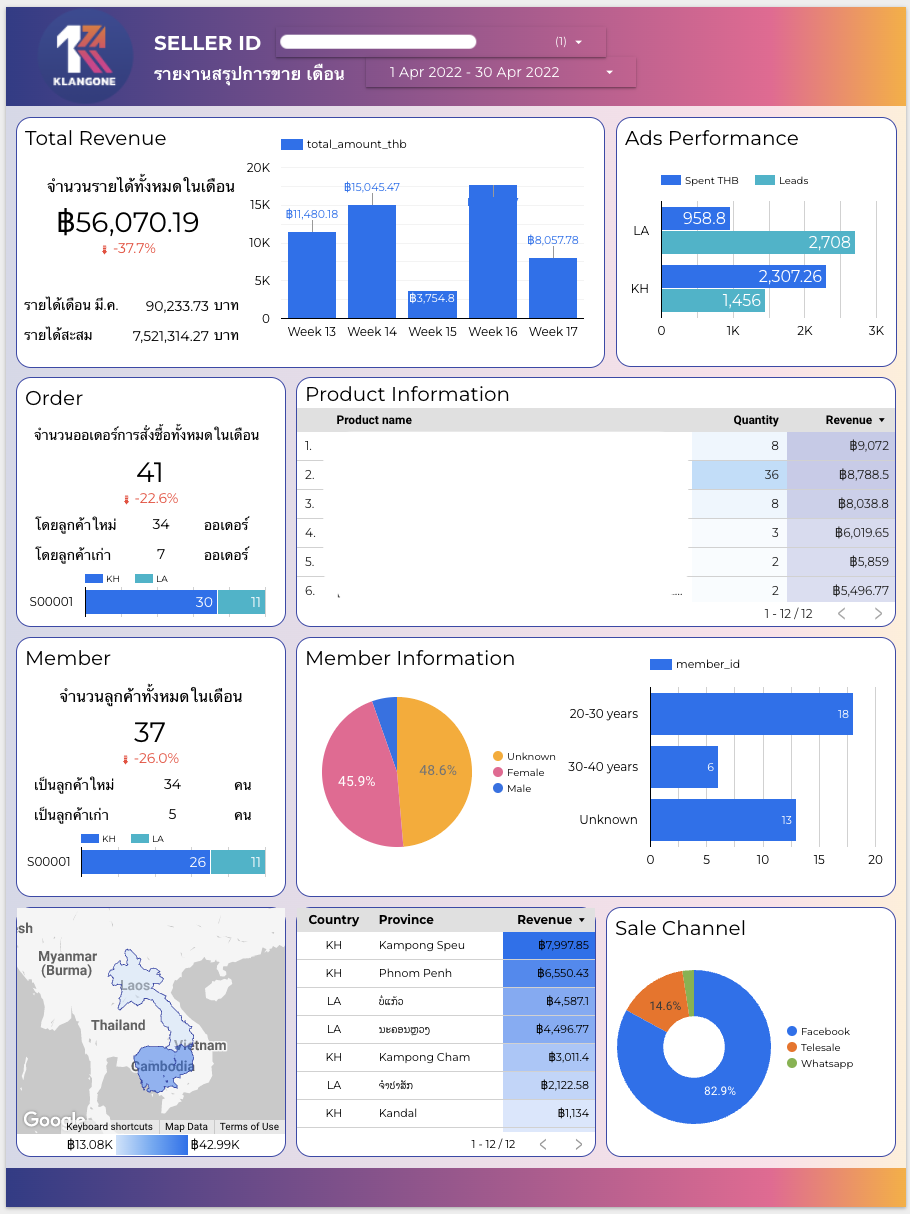 1K
KLANGONE
SELLER ID
(1)
รายงานสรุปการขาย เดือน
1 Apr 2022 - 30 Apr 2022
Total Revenue
จำนวนรายได้ทั้งหมดในเดือน
฿56,070.19
-37.7%
รายได้เดือน มี.ค. 90,233.73 บาท
รายได้สะสม 7,521,314.27 บาท
total_amount_thb
20K
15K
10K
5K
0
฿11,480.18
฿15,045.47
฿3,754.8
฿8,057.78
Week 13 Week 14 Week 15 Week 16 Week 17
Ads Performance
Spent THB Leads
LA
958.8
2,708
KH
2,307.26
1,456
0 1K 2K 3K
Order
จำนวนออเดอร์การสั่งซื้อทั้งหมดในเดือน
41
-22.6%
โดยลูกค้าใหม่ 34 ออเดอร์
โดยลูกค้าเก่า 7 ออเดอร์
KH LA
S00001 30 11
Product Information
Product name Quantity Revenue
1. 8 ฿9,072
2. 36 ฿8,788.5
3. 8 ฿8,038.8
4. 3 ฿6,019.65
5. 2 ฿5,859
6. 2 ฿5,496.77
1 - 12 / 12
Member
จำนวนลูกค้าทั้งหมดในเดือน
37
-26.0%
เป็นลูกค้าใหม่ 34 คน
เป็นลูกค้าเก่า 5 คน
KH LA
S00001 26 11
Member Information
45.9%
48.6%
Unknown
Female
Male
member_id
20-30 years 18
30-40 years 6
Unknown 13
0 5 10 15 20
sh
Myanmar
(Burma)
Laos
Thailand
Vietnam
Cambodia
Google
Keyboard shortcuts Map Data Terms of Use
฿13.08K ฿42.99K
Country Province Revenue
KH Kampong Speu ฿7,997.85
KH Phnom Penh ฿6,550.43
LA ບໍ່ແກ້ວ ฿4,587.1
LA ນະຄອນຫຼວງ ฿4,496.77
KH Kampong Cham ฿3,011.4
LA ຈຳປາສັກ ฿2,122.58
KH Kandal ฿1,134
1 - 12 / 12
Sale Channel
14.6%
82.9%
Facebook
Telesale
Whatsapp